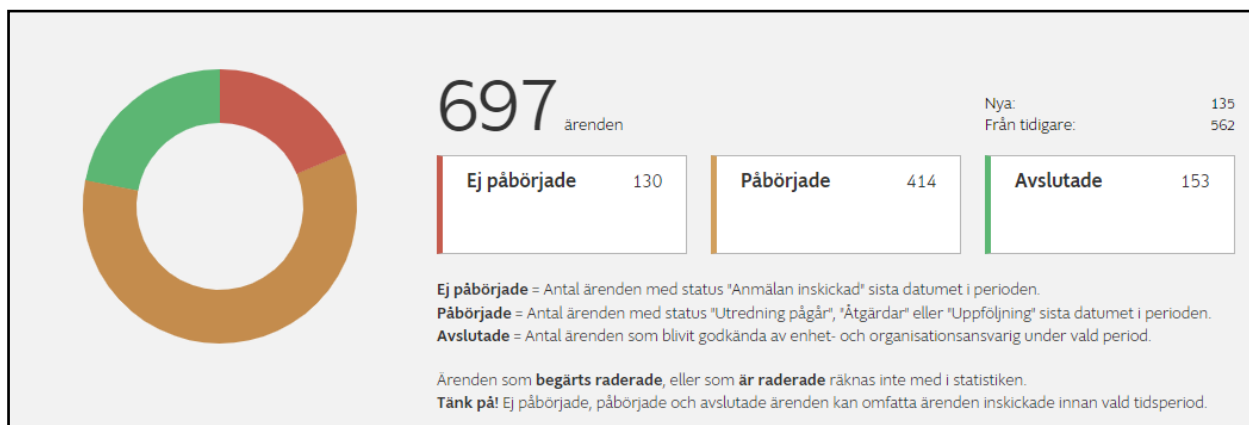 697 ärenden
Nya: 135
Från tidigare: 562
Ej påbörjade 130
Påbörjade 414
Avslutade 153
Ej påbörjade = Antal ärenden med status "Anmälan inskickad" sista datumet i perioden.
Påbörjade = Antal ärenden med status "Utredning pågår", "Åtgärdar" eller "Uppföljning" sista datumet i perioden.
Avslutade = Antal ärenden som blivit godkända av enhet- och organisationsansvarig under vald period.
Ärenden som begärts raderade, eller som är raderade räknas inte med i statistiken.
Tänk på! Ej påbörjade, påbörjade och avslutade ärenden kan omfatta ärenden inskickade innan vald tidsperiod.